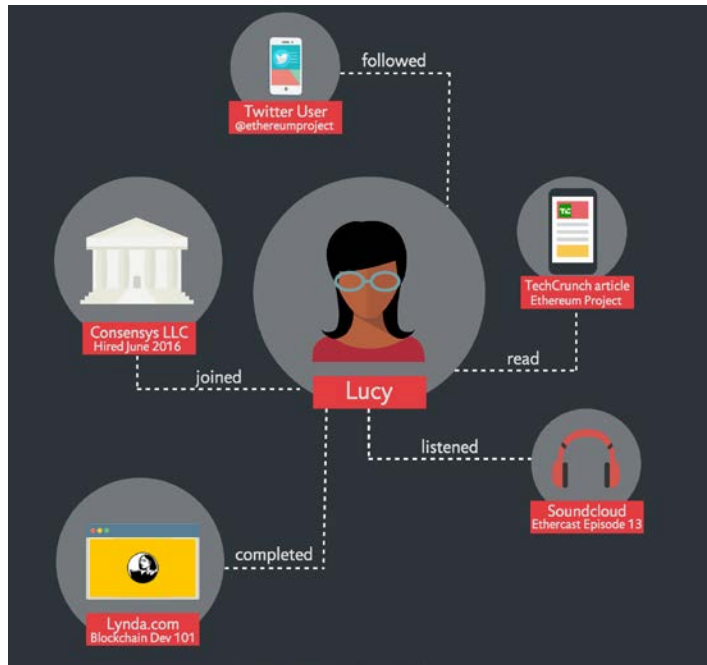 followed
Twitter User
@ethereumproject
TC
TechCrunch article
Ethereum Project
Consensys LLC
Hired June 2016
read
joined
Lucy
listened
Soundcloud
Ethercast Episode 13
completed
Lynda.com
Blockchain Dev 101